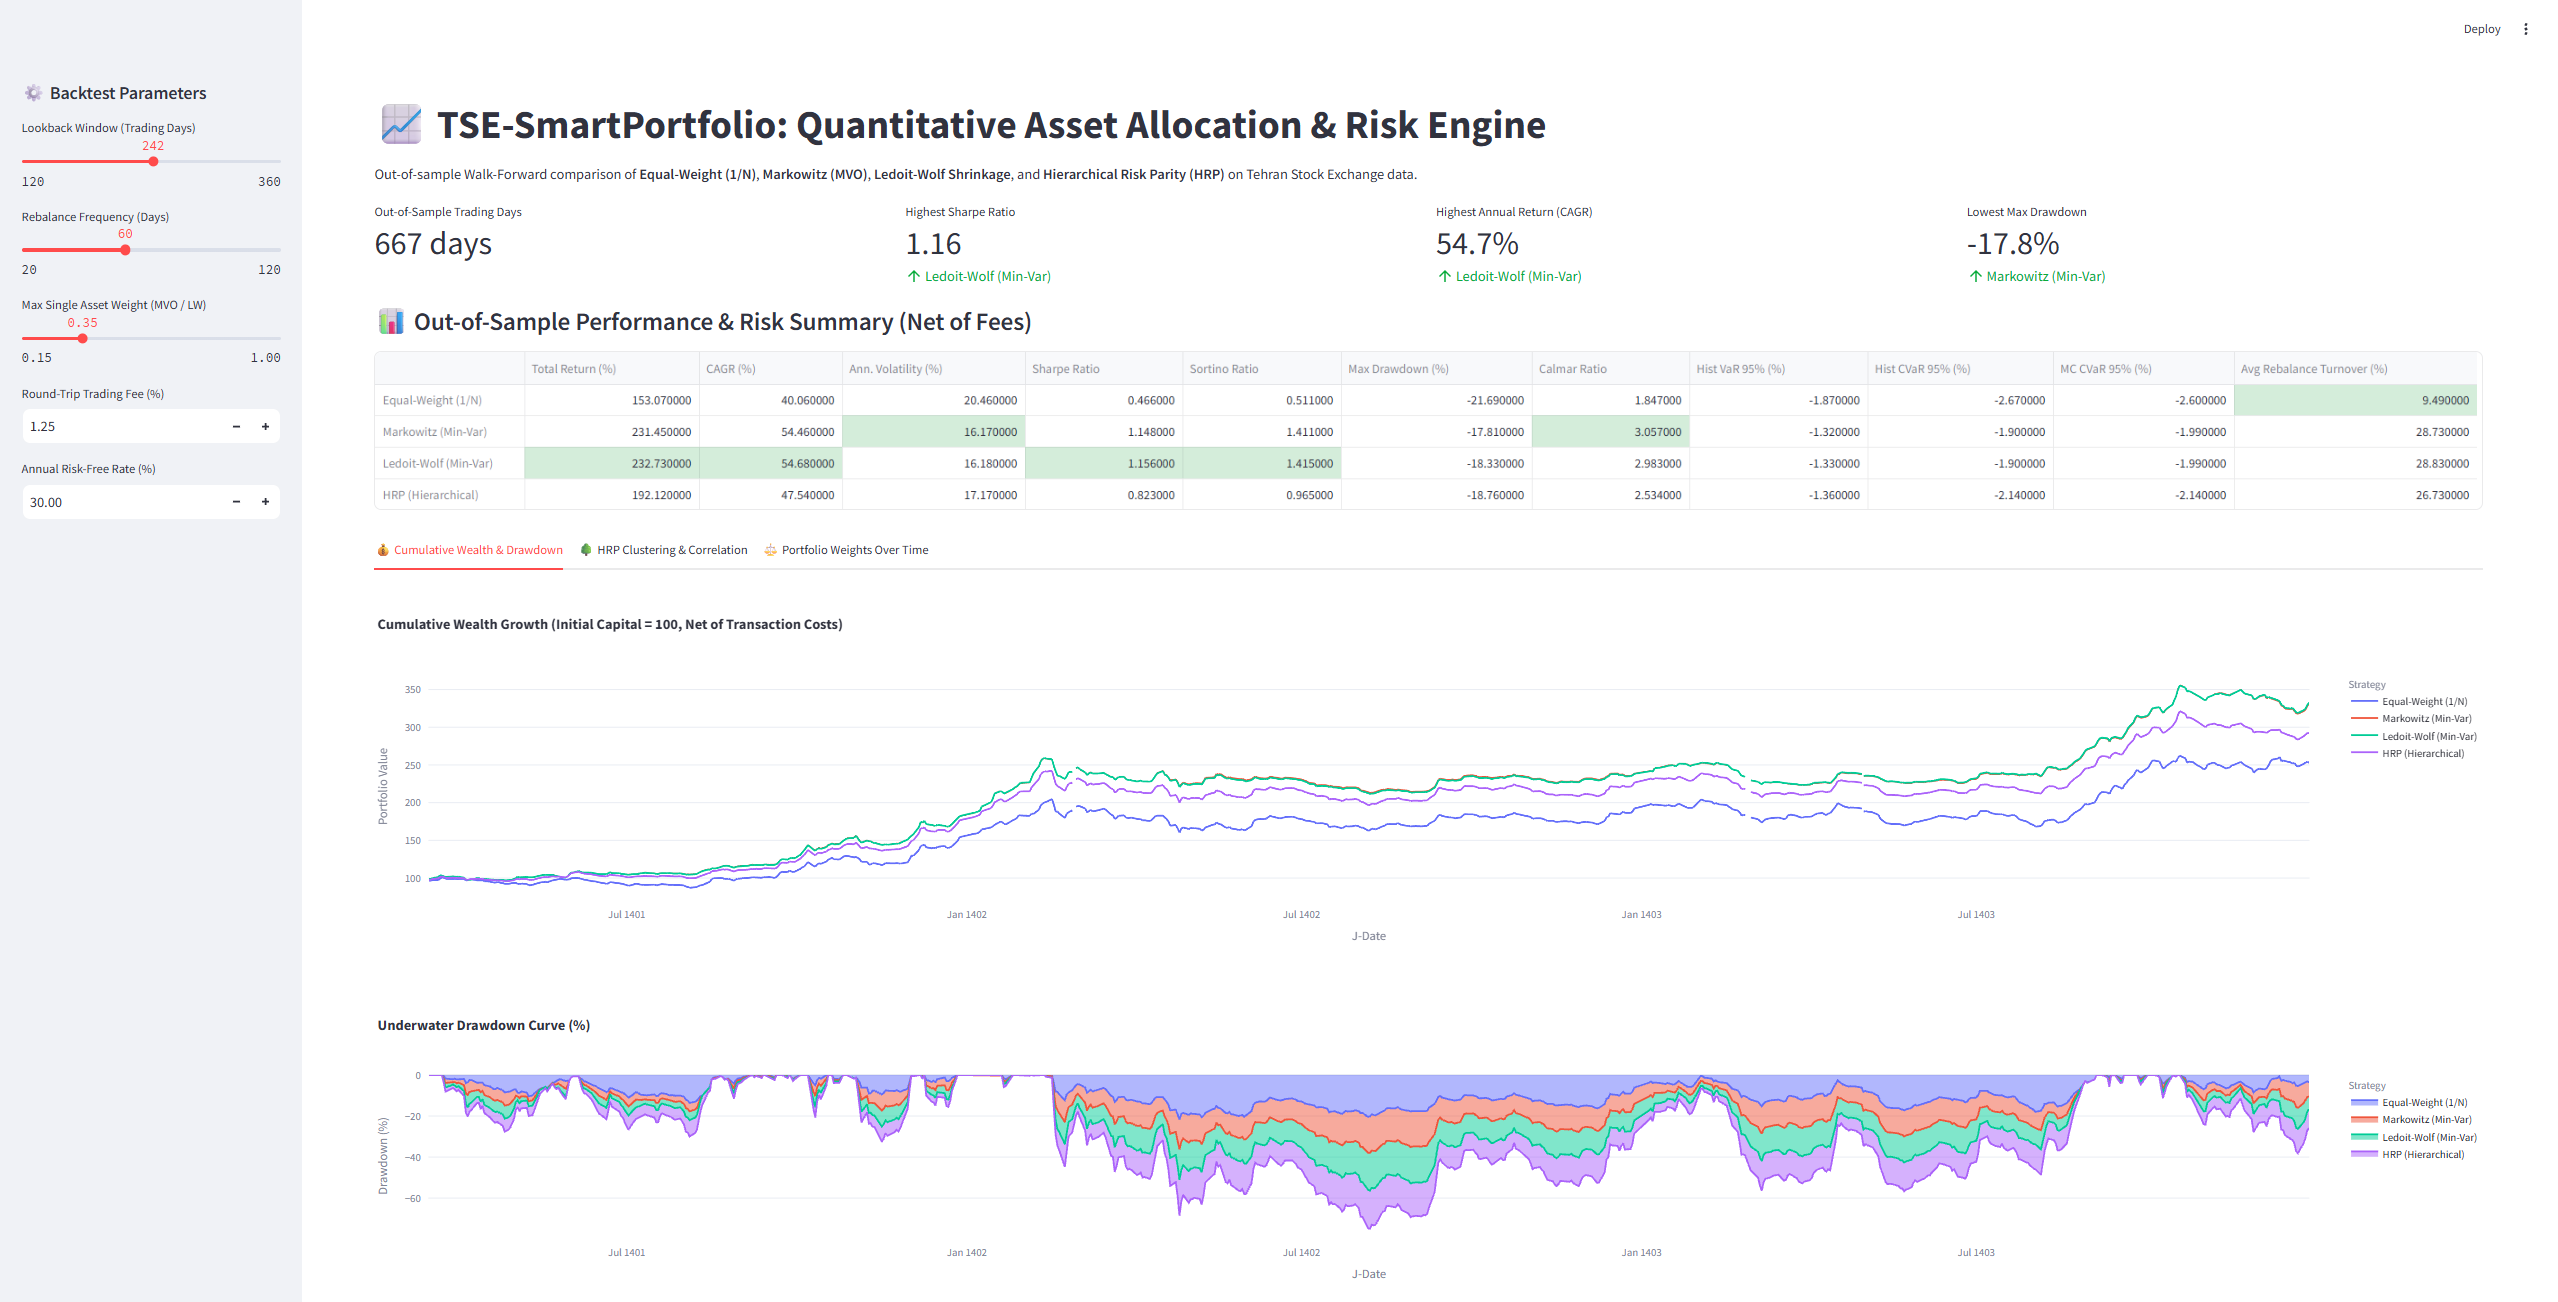 Deploy
Backtest Parameters
Lookback Window (Trading Days)
242
120 360
Rebalance Frequency (Days)
60
20 120
Max Single Asset Weight (MVO / LW)
0.35
0.15 1.00
Round-Trip Trading Fee (%)
1.25
Annual Risk-Free Rate (%)
30.00
TSE-SmartPortfolio: Quantitative Asset Allocation & Risk Engine
Out-of-sample Walk-Forward comparison of Equal-Weight (1/N), Markowitz (MVO), Ledoit-Wolf Shrinkage, and Hierarchical Risk Parity (HRP) on Tehran Stock Exchange data.
Out-of-Sample Trading Days
667 days
Highest Sharpe Ratio
1.16
↑ Ledoit-Wolf (Min-Var)
Highest Annual Return (CAGR)
54.7%
↑ Ledoit-Wolf (Min-Var)
Lowest Max Drawdown
-17.8%
↑ Markowitz (Min-Var)
Out-of-Sample Performance & Risk Summary (Net of Fees)
Total Return (%) CAGR (%) Ann. Volatility (%) Sharpe Ratio Sortino Ratio Max Drawdown (%) Calmar Ratio Hist VaR 95% (%) Hist CVaR 95% (%) MC CVaR 95% (%) Avg Rebalance Turnover (%)
Equal-Weight (1/N) 153.070000 40.060000 20.460000 0.466000 0.511000 -21.690000 1.847000 -1.870000 -2.670000 -2.600000 9.490000
Markowitz (Min-Var) 231.450000 54.460000 16.170000 1.148000 1.411000 -17.810000 3.057000 -1.320000 -1.900000 -1.990000 28.730000
Ledoit-Wolf (Min-Var) 232.730000 54.680000 16.180000 1.156000 1.415000 -18.330000 2.983000 -1.330000 -1.900000 -1.990000 28.830000
HRP (Hierarchical) 192.120000 47.540000 17.170000 0.823000 0.965000 -18.760000 2.534000 -1.360000 -2.140000 -2.140000 26.730000
Cumulative Wealth & Drawdown HRP Clustering & Correlation Portfolio Weights Over Time
Cumulative Wealth Growth (Initial Capital = 100, Net of Transaction Costs)
Portfolio Value
350
300
250
200
150
100
Jul 1401 Jan 1402 Jul 1402 Jan 1403 Jul 1403
J-Date
Strategy
Equal-Weight (1/N)
Markowitz (Min-Var)
Ledoit-Wolf (Min-Var)
HRP (Hierarchical)
Underwater Drawdown Curve (%)
Drawdown (%)
0
−20
−40
−60
Jul 1401 Jan 1402 Jul 1402 Jan 1403 Jul 1403
J-Date
Strategy
Equal-Weight (1/N)
Markowitz (Min-Var)
Ledoit-Wolf (Min-Var)
HRP (Hierarchical)